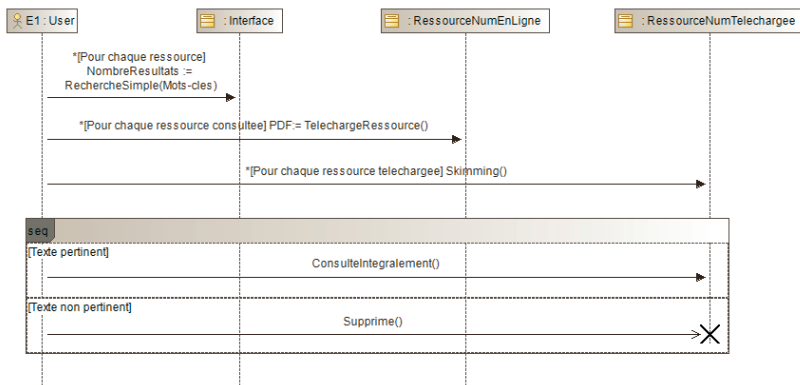 E1 : User
: Interface
: RessourceNumEnLigne
: RessourceNumTelechargee
*[Pour chaque ressource]
NombreResultats :=
RechercheSimple(Mots-cles)
*[Pour chaque ressource consultee] PDF:= TelechargeRessource()
*[Pour chaque ressource telechargee] Skimming()
seq
[Texte pertinent]
ConsulteIntegralement()
[Texte non pertinent]
Supprime()